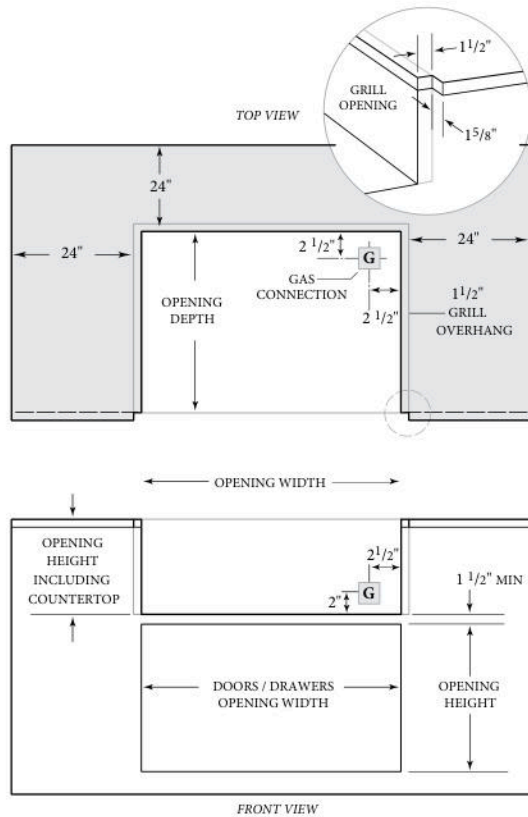 1 1/2"
GRILL
OPENING
TOP VIEW
1 5/8"
24"
24"
2 1/2"
G
24"
GAS
CONNECTION
OPENING
DEPTH
2 1/2"
1 1/2"
GRILL
OVERHANG
OPENING WIDTH
OPENING
HEIGHT
INCLUDING
COUNTERTOP
2 1/2"
G
2"
1 1/2" MIN
DOORS / DRAWERS
OPENING WIDTH
OPENING
HEIGHT
FRONT VIEW